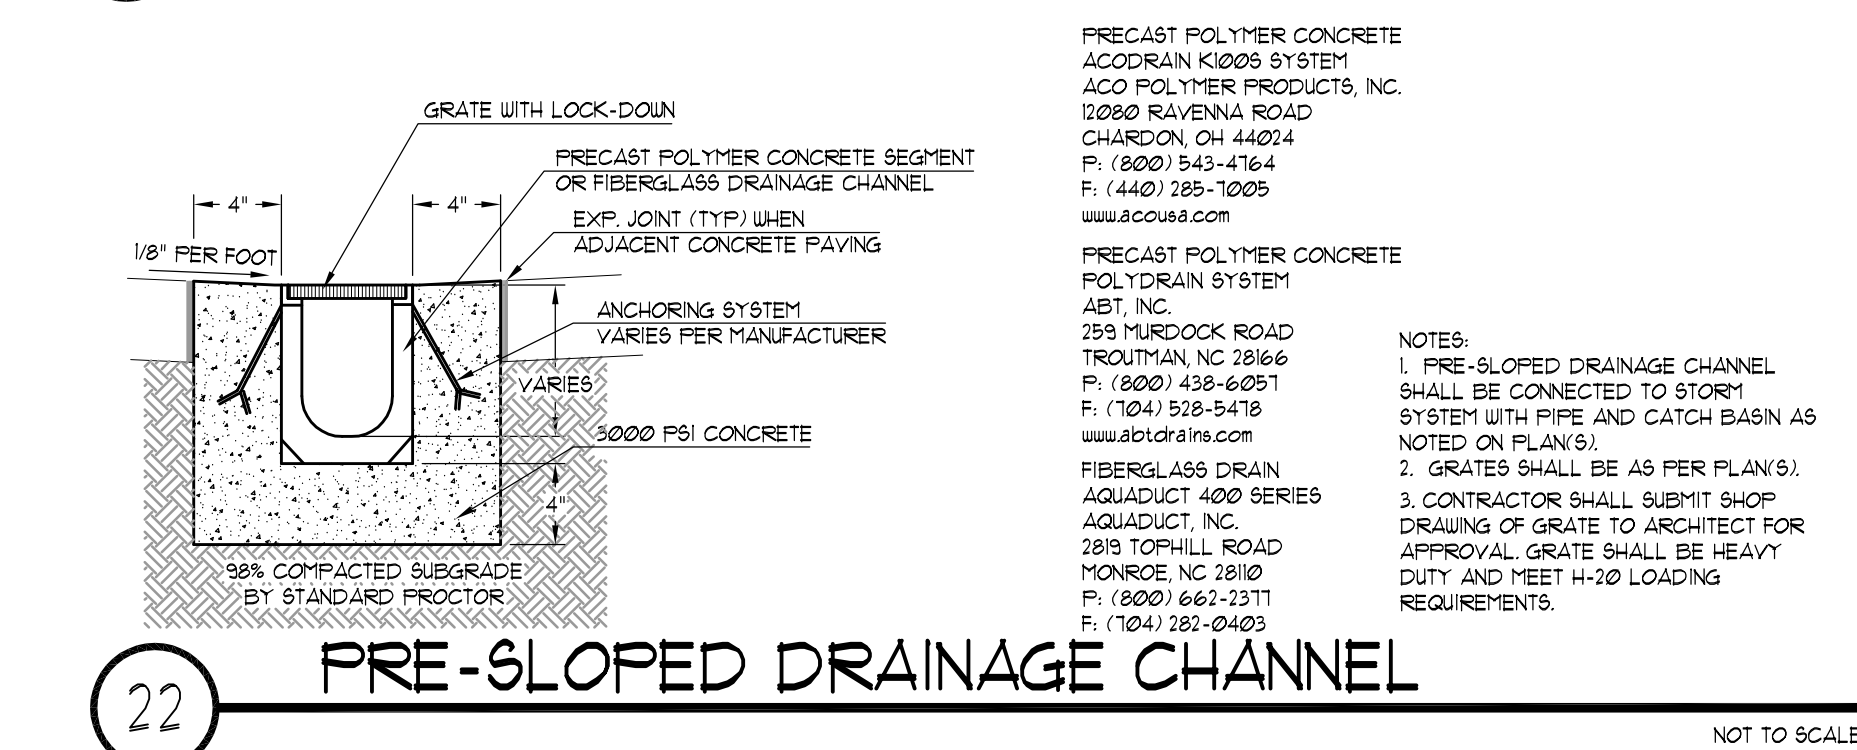 GRATE WITH LOCK-DOWN
PRECAST POLYMER CONCRETE SEGMENT
OR FIBERGLASS DRAINAGE CHANNEL
4"
4"
EXP. JOINT (TYP) WHEN
ADJACENT CONCRETE PAVING
1/8" PER FOOT
ANCHORING SYSTEM
VARIES PER MANUFACTURER
VARIES
3000 PSI CONCRETE
4"
98% COMPACTED SUBGRADE
BY STANDARD PROCTOR
PRECAST POLYMER CONCRETE
ACODRAIN K100S SYSTEM
ACO POLYMER PRODUCTS, INC.
12080 RAVENNA ROAD
CHARDON, OH 44024
P: (800) 543-4764
F: (440) 285-7005
www.acousa.com
PRECAST POLYMER CONCRETE
POLYDRAIN SYSTEM
ABT, INC.
259 MURDOCK ROAD
TROUTMAN, NC 28166
P: (800) 438-6057
F: (704) 528-5478
www.abtdrains.com
FIBERGLASS DRAIN
AQUADUCT 400 SERIES
AQUADUCT, INC.
2819 TOPHILL ROAD
MONROE, NC 28110
P: (800) 662-2377
F: (704) 282-0403
NOTES:
1. PRE-SLOPED DRAINAGE CHANNEL
SHALL BE CONNECTED TO STORM
SYSTEM WITH PIPE AND CATCH BASIN AS
NOTED ON PLAN(S).
2. GRATES SHALL BE AS PER PLAN(S).
3. CONTRACTOR SHALL SUBMIT SHOP
DRAWING OF GRATE TO ARCHITECT FOR
APPROVAL. GRATE SHALL BE HEAVY
DUTY AND MEET H-20 LOADING
REQUIREMENTS.
22
PRE-SLOPED DRAINAGE CHANNEL
NOT TO SCALE